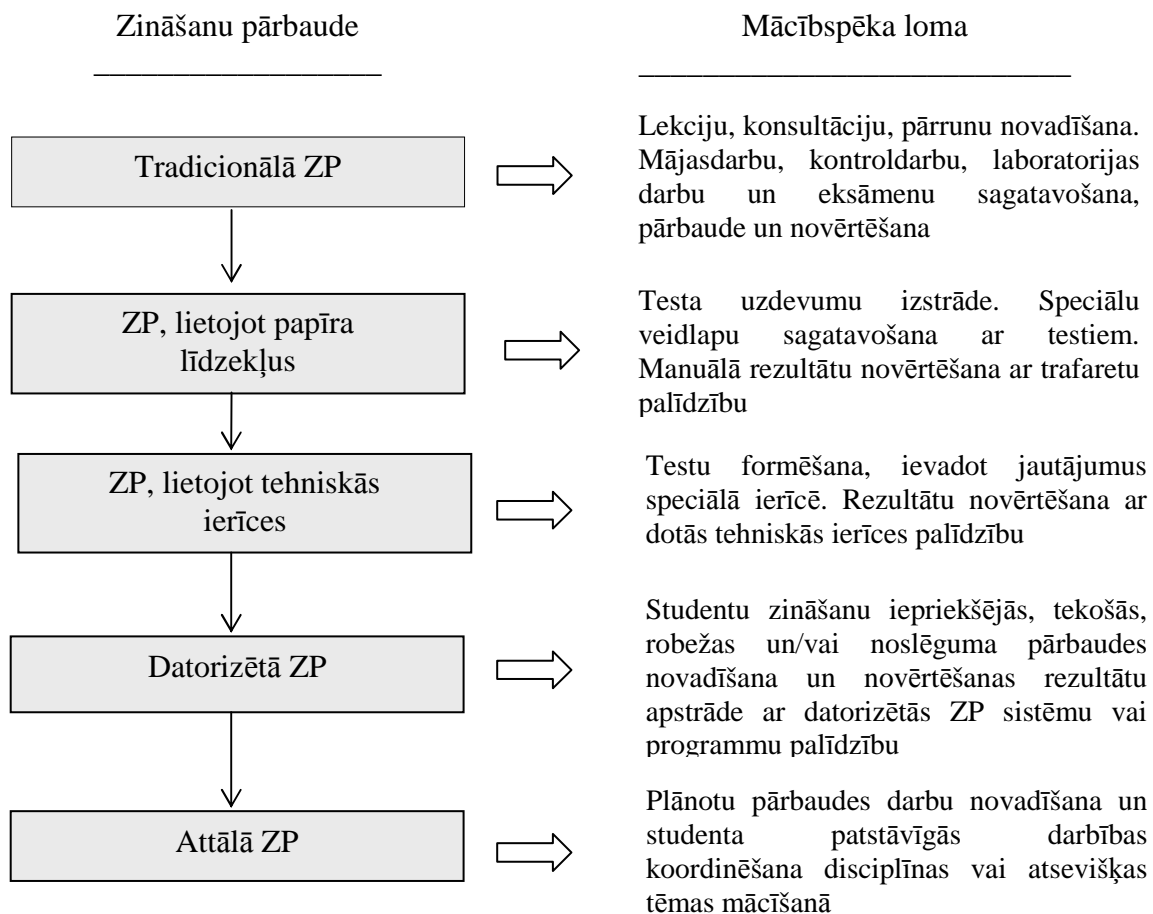 Zināšanu pārbaude
Mācībspēka loma
Tradicionālā ZP
Lekciju, konsultāciju, pārrunu novadīšana.
Mājasdarbu, kontroldarbu, laboratorijas
darbu un eksāmenu sagatavošana,
pārbaude un novērtēšana
ZP, lietojot papīra
līdzekļus
Testa uzdevumu izstrāde. Speciālu
veidlapu sagatavošana ar testiem.
Manuālā rezultātu novērtēšana ar trafaretu
palīdzību
ZP, lietojot tehniskās
ierīces
Testu formēšana, ievadot jautājumus
speciālā ierīcē. Rezultātu novērtēšana ar
dotās tehniskās ierīces palīdzību
Datorizētā ZP
Studentu zināšanu iepriekšējās, tekošās,
robežas un/vai noslēguma pārbaudes
novadīšana un novērtēšanas rezultātu
apstrāde ar datorizētās ZP sistēmu vai
programmu palīdzību
Attālā ZP
Plānotu pārbaudes darbu novadīšana un
studenta patstāvīgās darbības
koordinēšana disciplīnas vai atsevišķas
tēmas mācīšanā